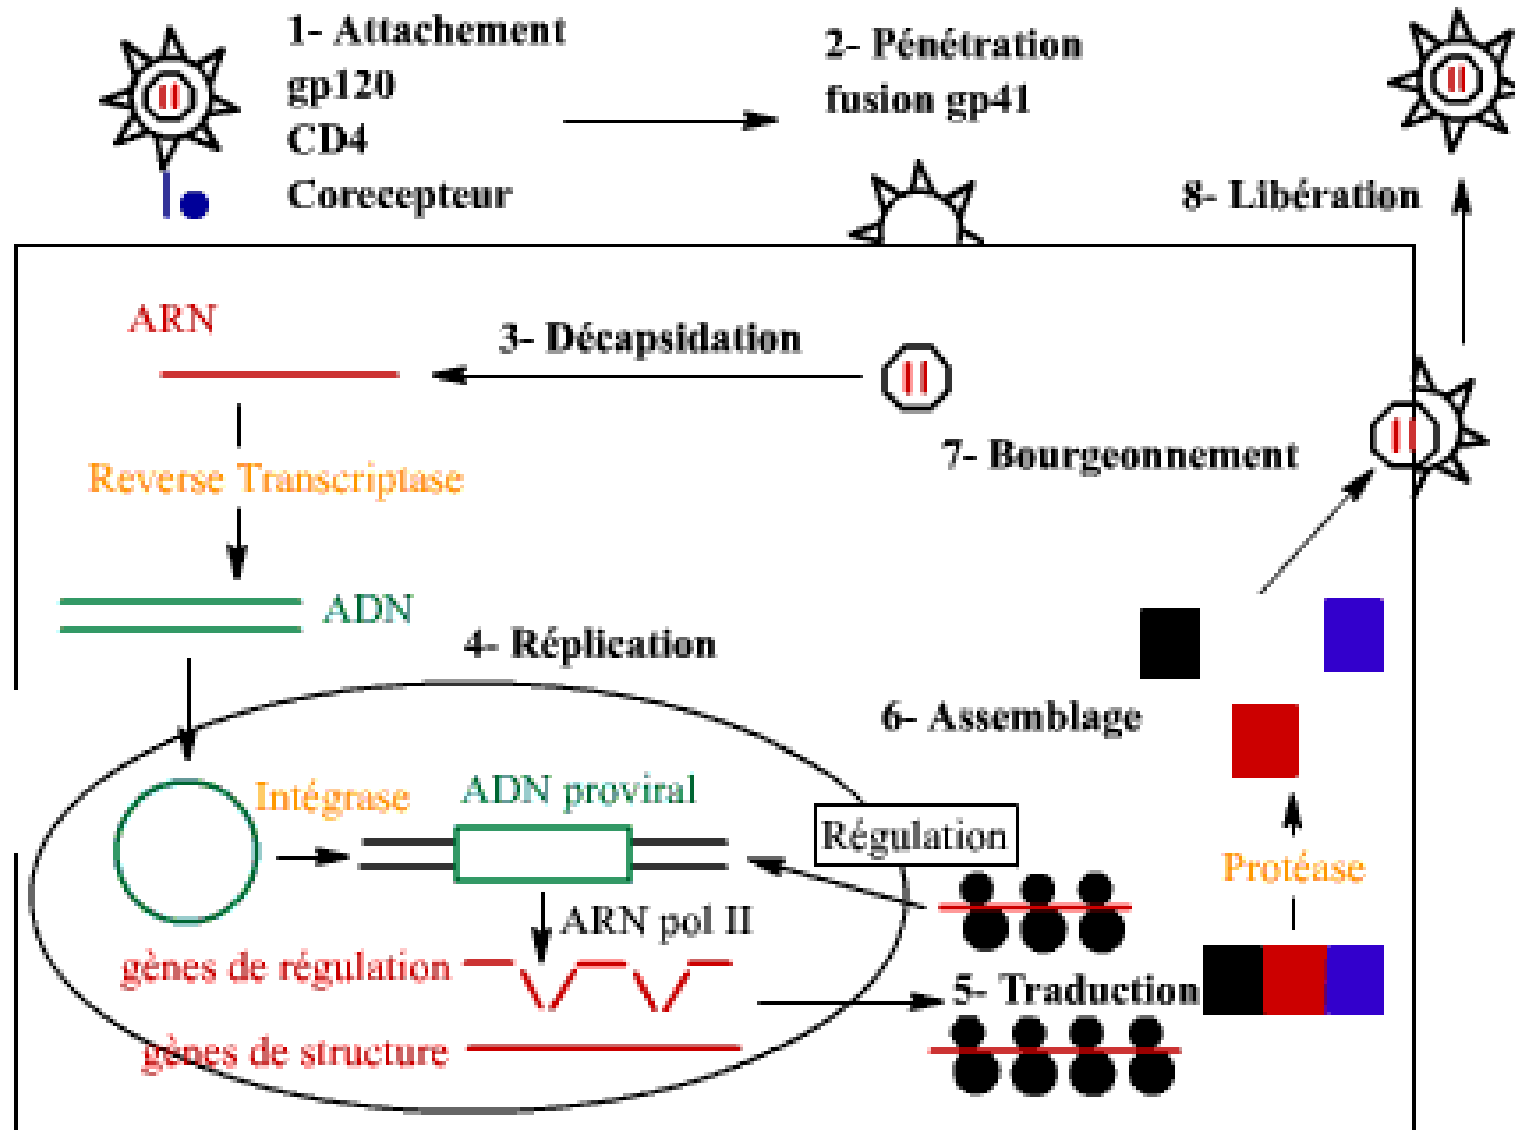 1- Attachement
gp120
CD4
Corecepteur
2- Pénétration
fusion gp41
8- Libération
ARN
3- Décapsidation
Reverse Transcriptase
7- Bourgeonnement
ADN
4- Réplication
6- Assemblage
Intégrase
ADN proviral
Régulation
Protéase
ARN pol II
gènes de régulation
5- Traduction
gènes de structure